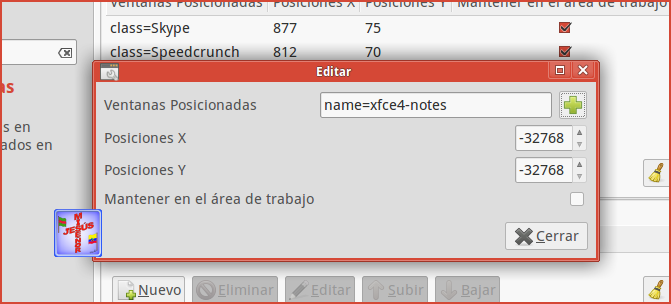 Ventanas Posicionadas Posiciones X Posiciones Y Mantener en el área de trabajo
class=Skype 877 75
class=Speedcrunch 812 70
as
Editar
Ventanas Posicionadas name=xfce4-notes
s en
ados en
Posiciones X -32768
Posiciones Y -32768
Mantener en el área de trabajo
JESÚS
Cerrar
Nuevo Eliminar Editar Subir Bajar